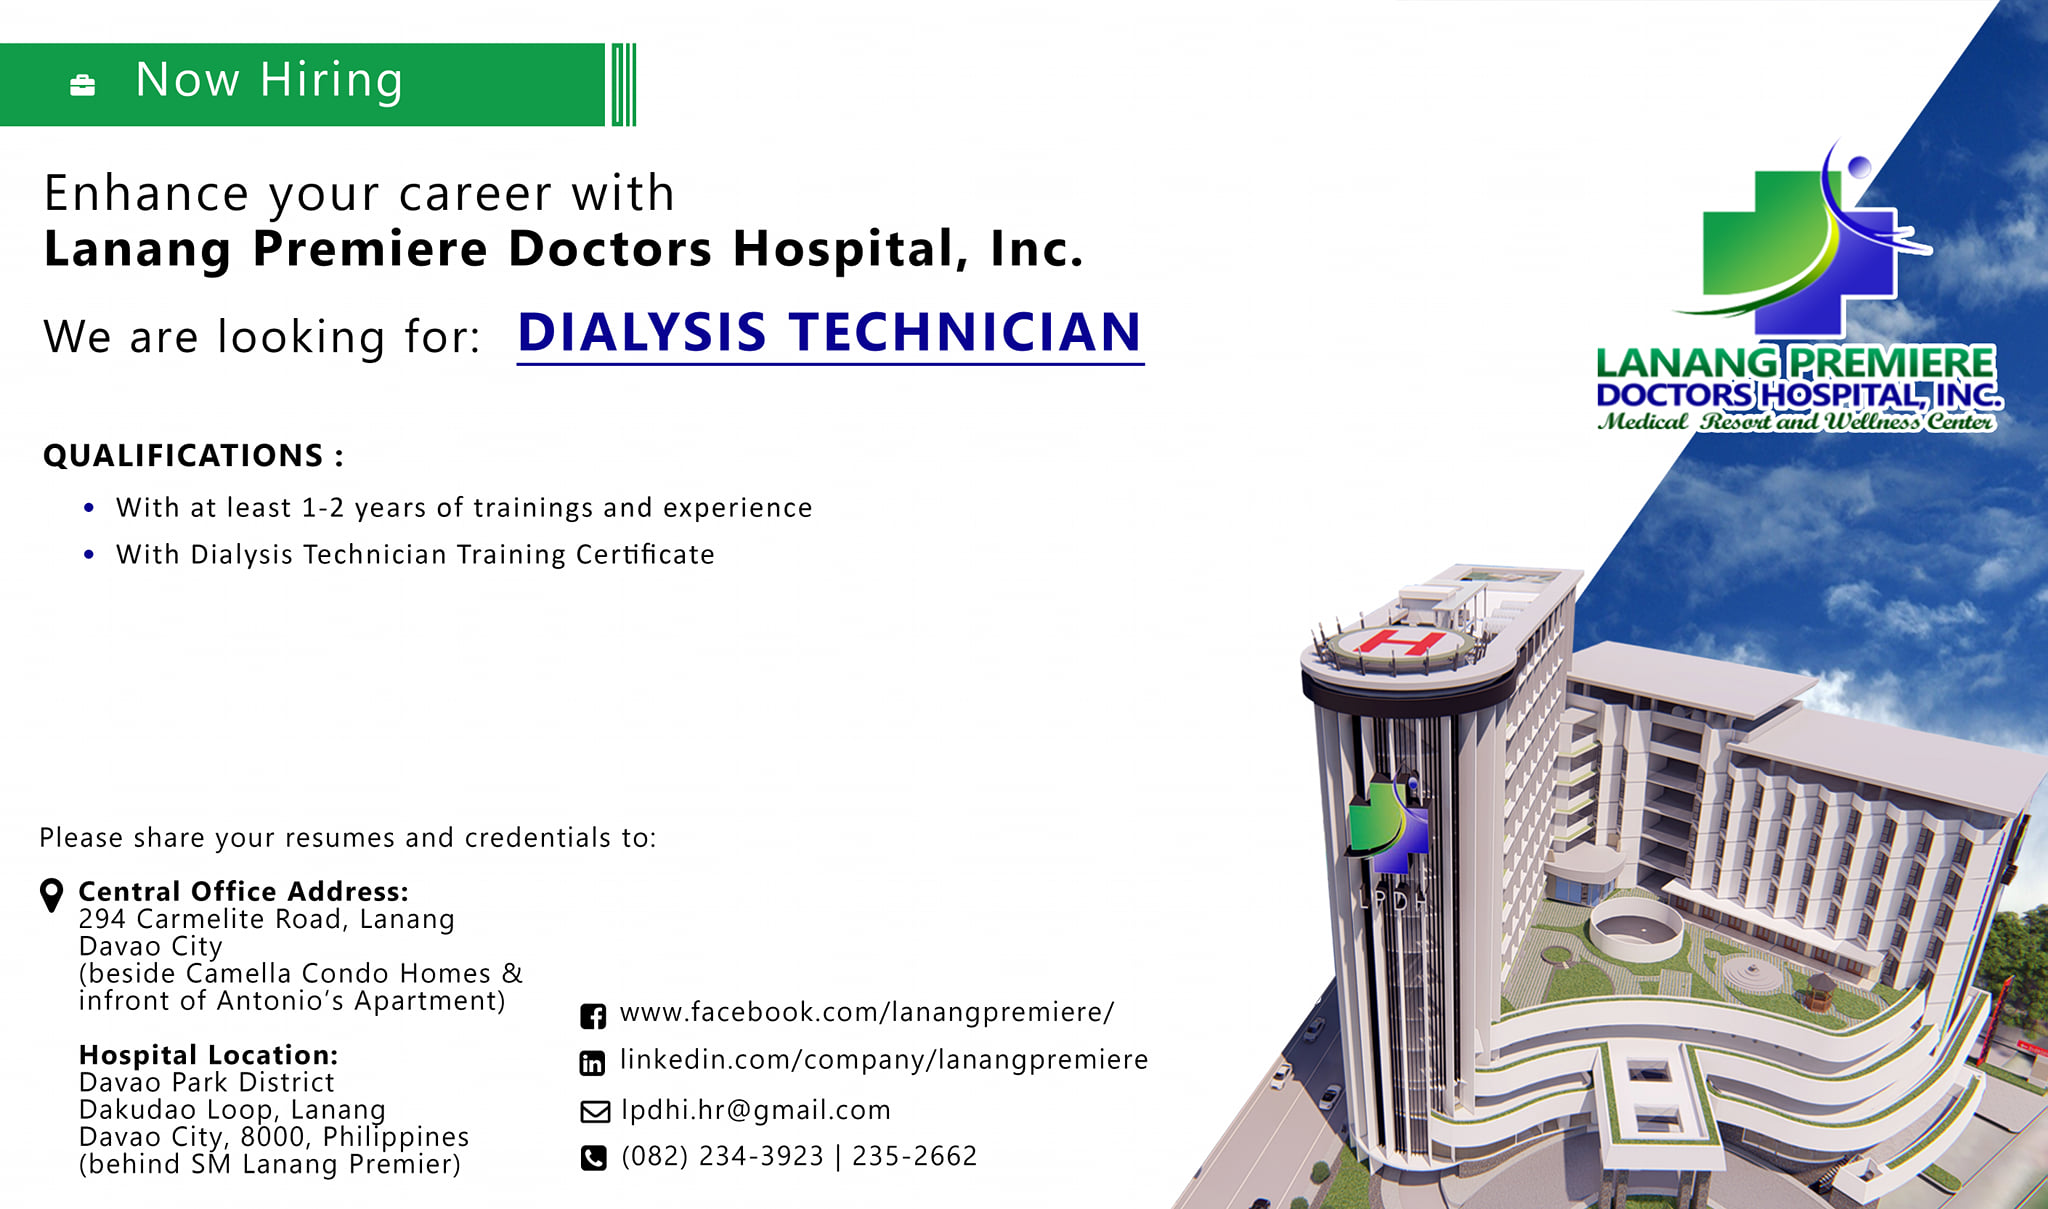 Now Hiring
Enhance your career with
Lanang Premiere Doctors Hospital, Inc.
We are looking for: DIALYSIS TECHNICIAN
QUALIFICATIONS :
• With at least 1-2 years of trainings and experience
• With Dialysis Technician Training Certificate
Please share your resumes and credentials to:
Central Office Address:
294 Carmelite Road, Lanang
Davao City
(beside Camella Condo Homes &
infront of Antonio’s Apartment)
Hospital Location:
Davao Park District
Dakudao Loop, Lanang
Davao City, 8000, Philippines
(behind SM Lanang Premier)
www.facebook.com/lanangpremiere/
linkedin.com/company/lanangpremiere
lpdhi.hr@gmail.com
(082) 234-3923 | 235-2662
LANANG PREMIERE
DOCTORS HOSPITAL, INC.
Medical Resort and Wellness Center
H
LPDH